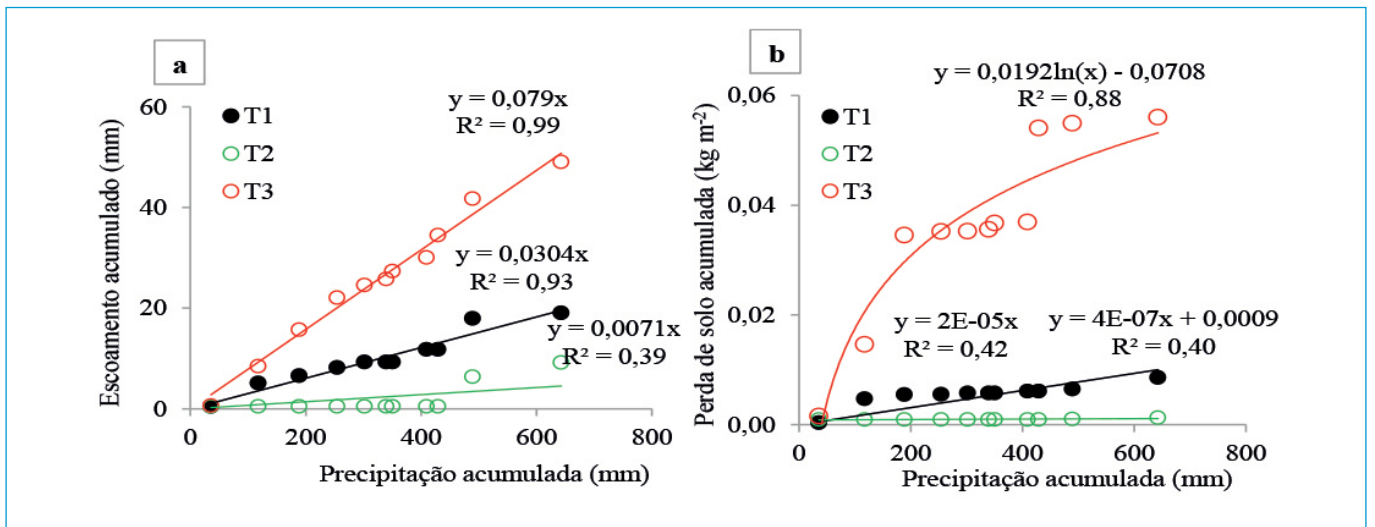 a
Escoamento acumulado (mm)
60
40
20
0
T1
T2
T3
y = 0,079x
R² = 0,99
y = 0,0304x
R² = 0,93
y = 0,0071x
R² = 0,39
0 200 400 600 800
Precipitação acumulada (mm)
b
Perda de solo acumulada (kg m⁻²)
0,06
0,04
0,02
0,00
T1
T2
T3
y = 0,0192ln(x) - 0,0708
R² = 0,88
y = 2E-05x
R² = 0,42
y = 4E-07x + 0,0009
R² = 0,40
0 200 400 600 800
Precipitação acumulada (mm)